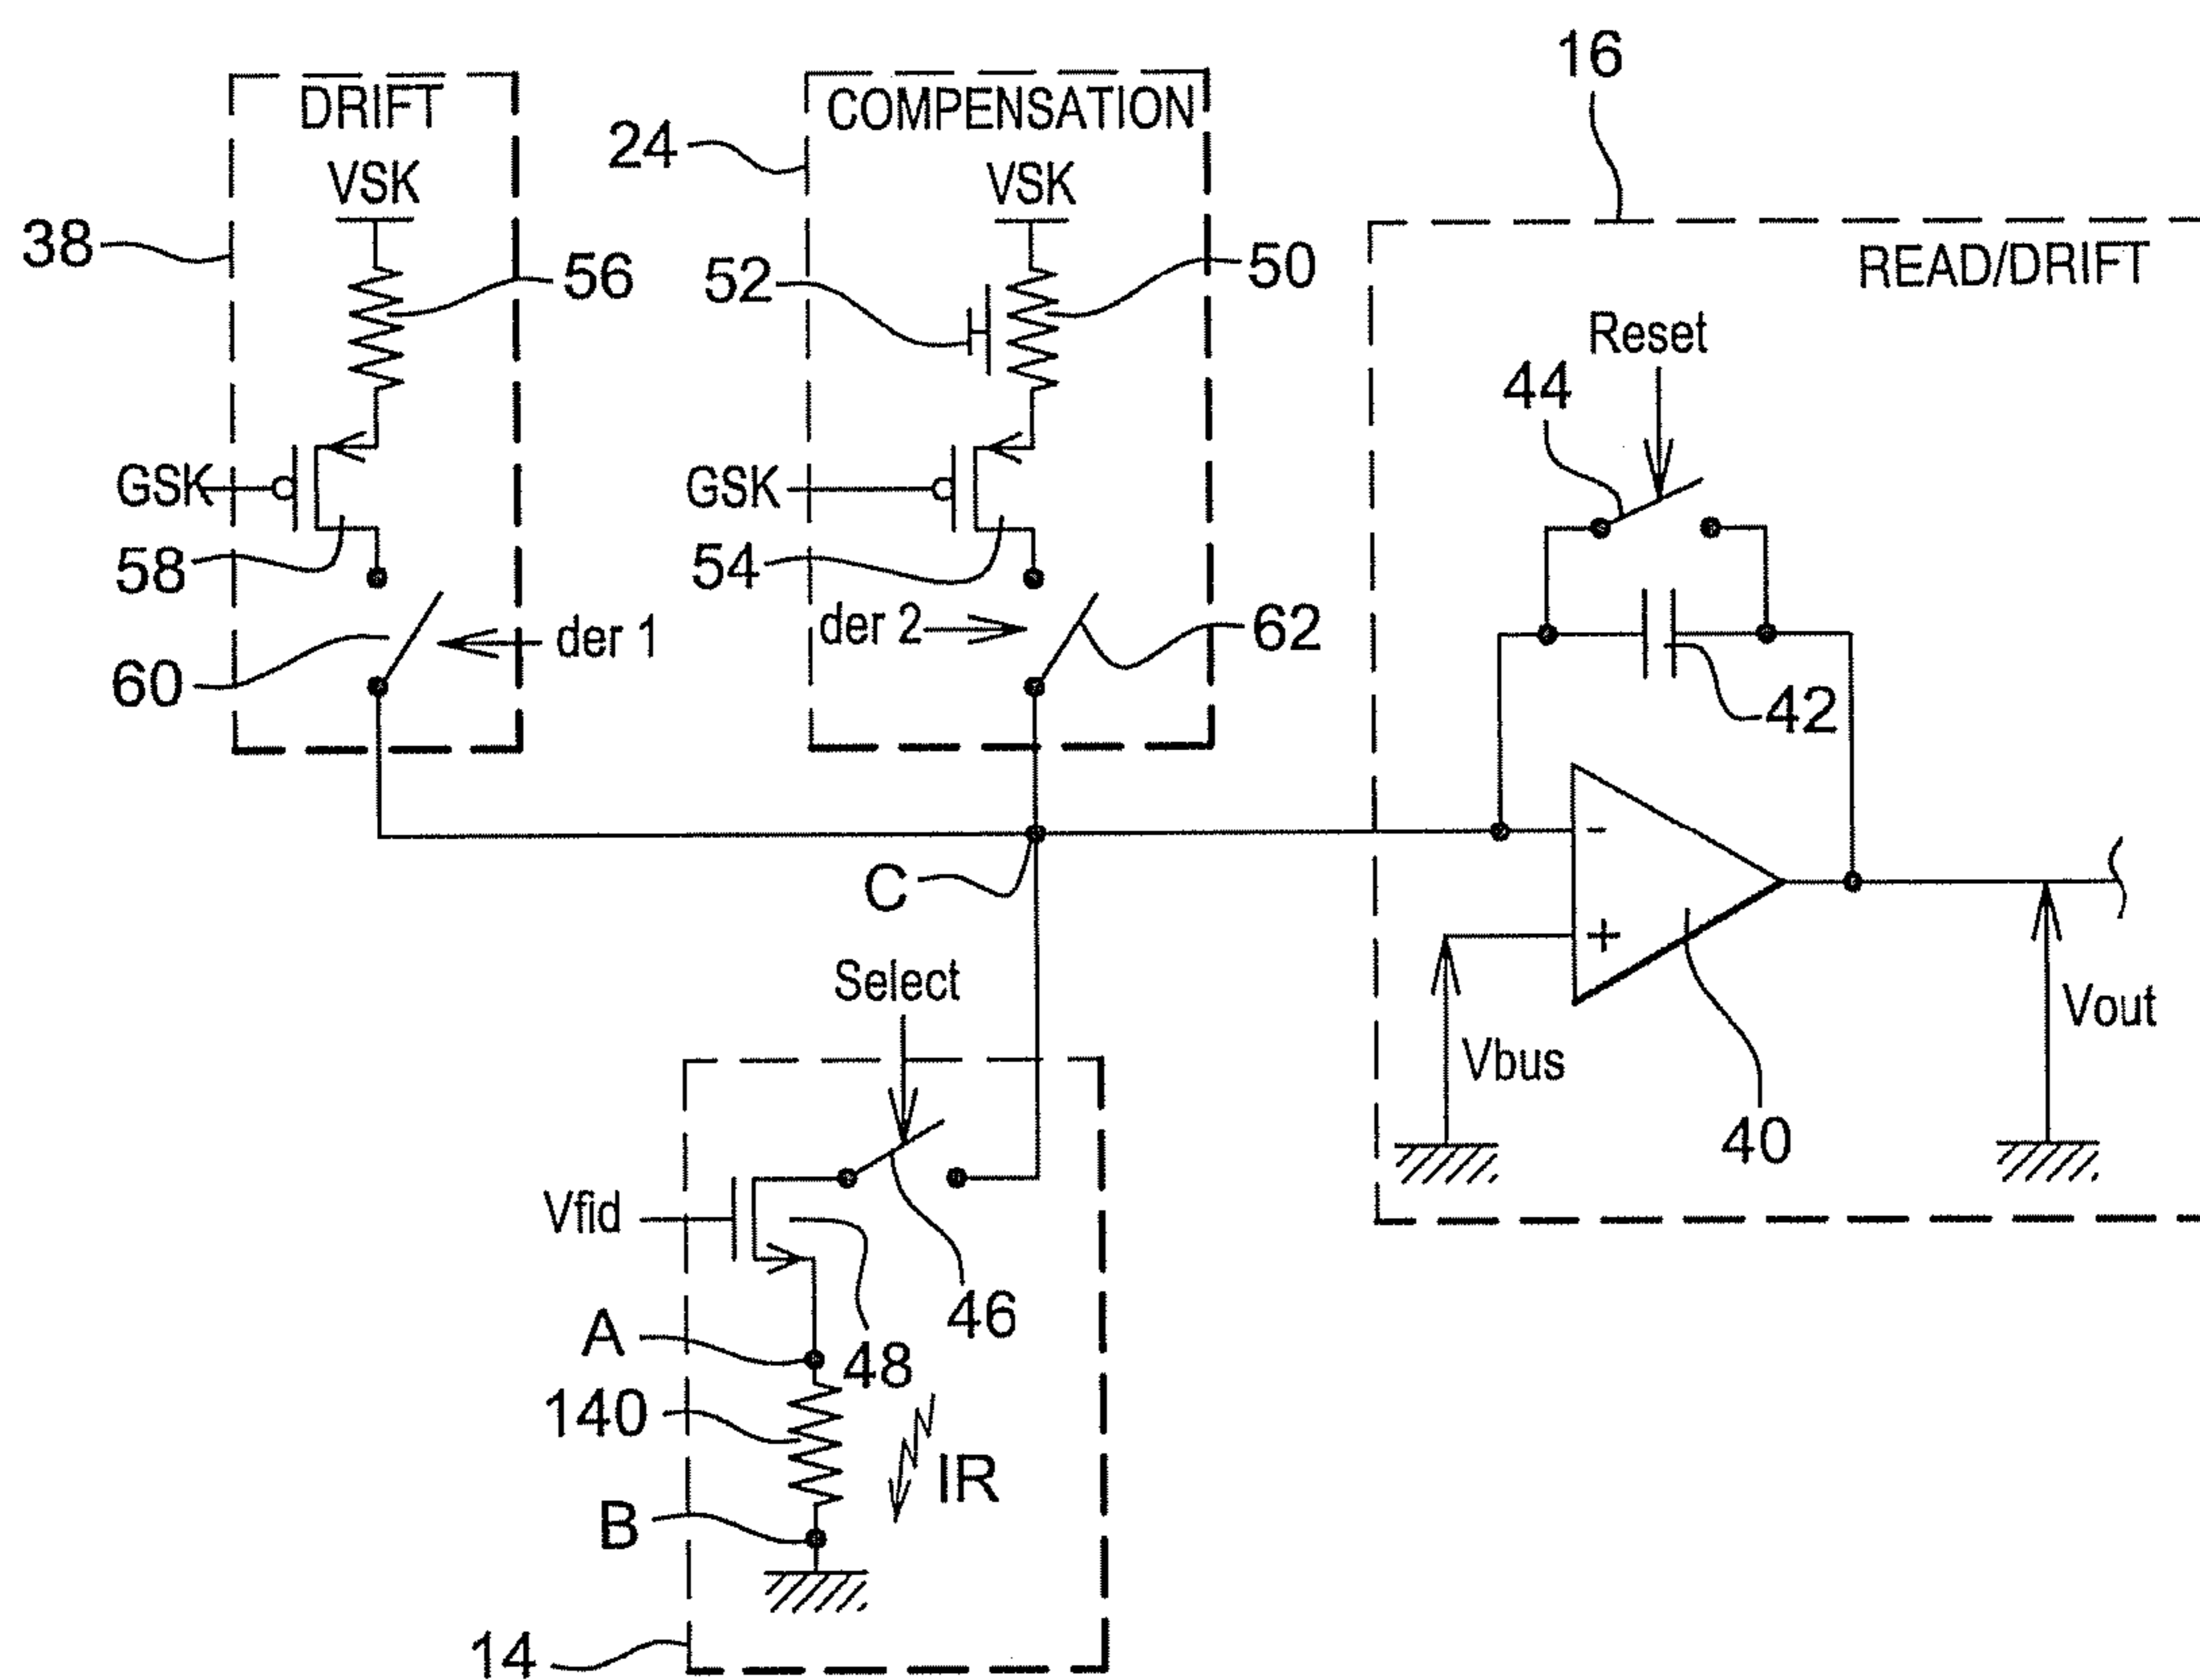 16
DRIFT
COMPENSATION
24
VSK
VSK
38
56
52
50
READ/DRIFT
Reset
44
GSK
GSK
58
54
der 1
der 2
62
60
42
-
C
+
Select
Vout
Vbus
40
Vfid
46
A
48
140
IR
B
14